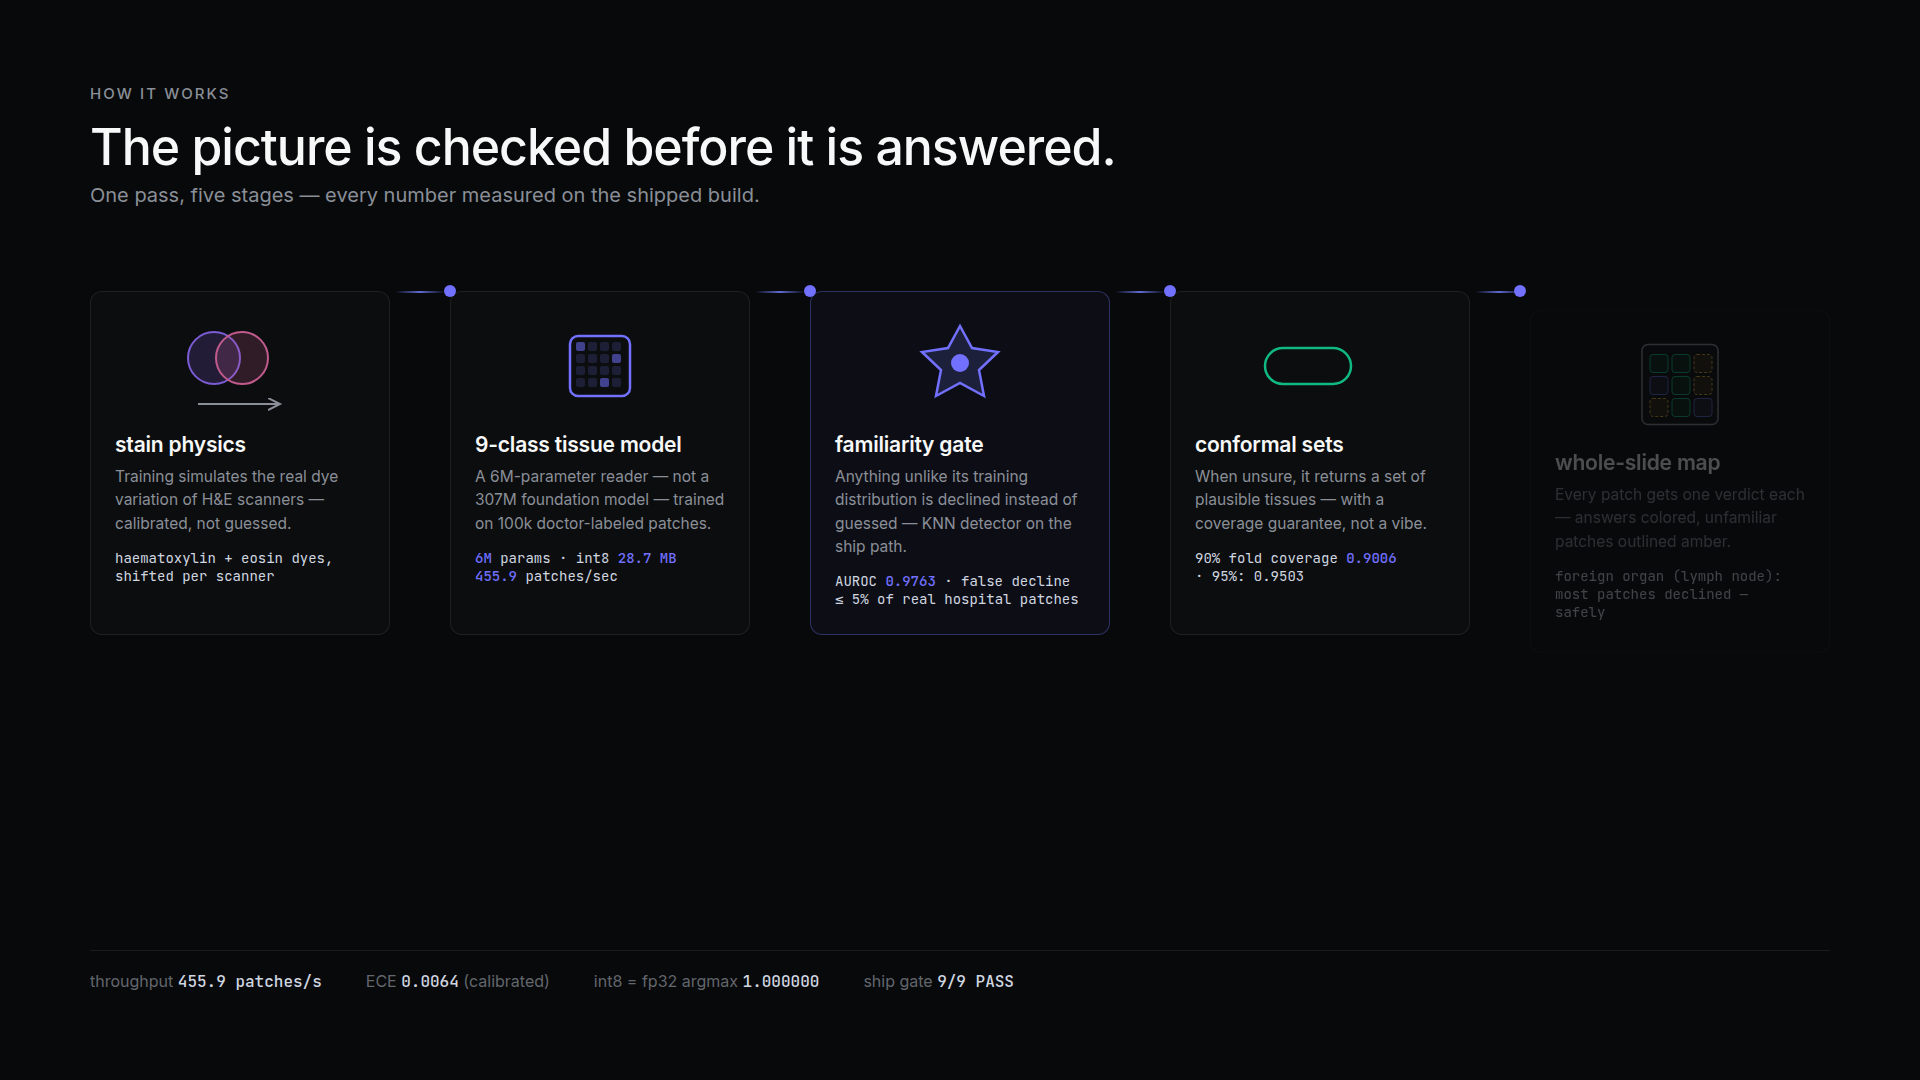 HOW IT WORKS
The picture is checked before it is answered.
One pass, five stages — every number measured on the shipped build.
stain physics
Training simulates the real dye
variation of H&E scanners —
calibrated, not guessed.
haematoxylin + eosin dyes,
shifted per scanner
9-class tissue model
A 6M-parameter reader — not a
307M foundation model — trained
on 100k doctor-labeled patches.
6M params · int8 28.7 MB
455.9 patches/sec
familiarity gate
Anything unlike its training
distribution is declined instead of
guessed — KNN detector on the
ship path.
AUROC 0.9763 · false decline
≤ 5% of real hospital patches
conformal sets
When unsure, it returns a set of
plausible tissues — with a
coverage guarantee, not a vibe.
90% fold coverage 0.9006
· 95%: 0.9503
whole-slide map
Every patch gets one verdict each
— answers colored, unfamiliar
patches outlined amber.
foreign organ (lymph node):
most patches declined —
safely
throughput 455.9 patches/s ECE 0.0064 (calibrated) int8 = fp32 argmax 1.000000 ship gate 9/9 PASS